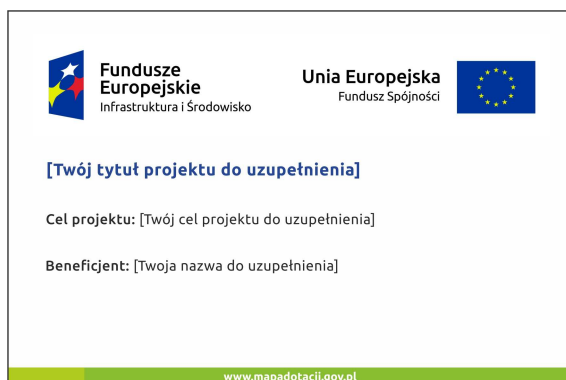 Fundusze
Europejskie
Infrastruktura i Środowisko
Unia Europejska
Fundusz Spójności
[Twój tytuł projektu do uzupełnienia]
Cel projektu: [Twój cel projektu do uzupełnienia]
Beneficjent: [Twoja nazwa do uzupełnienia]
www.mapadotacji.gov.pl